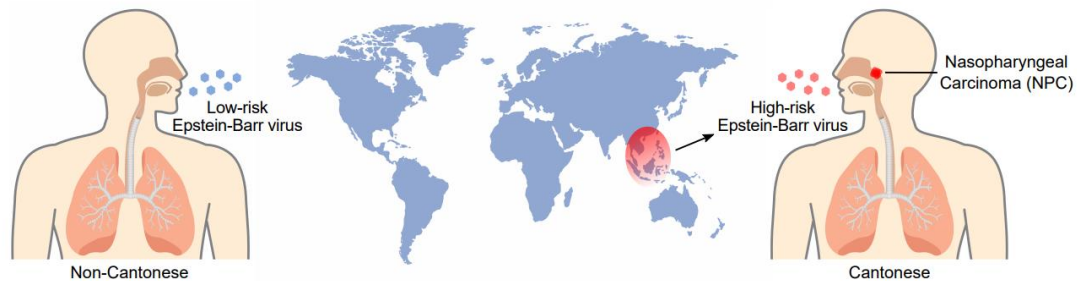 Low-risk
Epstein-Barr virus
Non-Cantonese
High-risk
Epstein-Barr virus
Nasopharyngeal
Carcinoma (NPC)
Cantonese